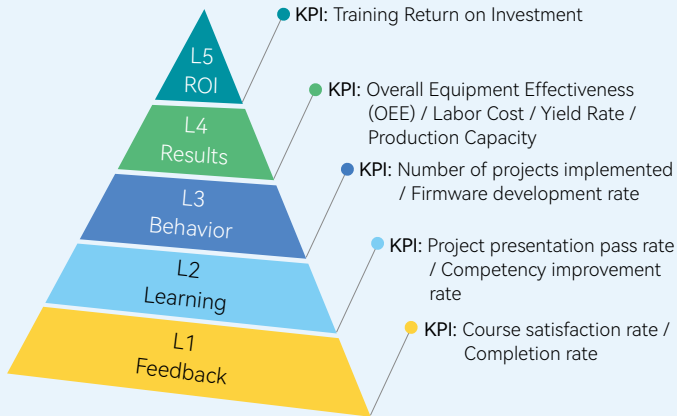 L5
ROI
KPI: Training Return on Investment
L4
Results
KPI: Overall Equipment Effectiveness
(OEE) / Labor Cost / Yield Rate /
Production Capacity
L3
Behavior
KPI: Number of projects implemented
/ Firmware development rate
L2
Learning
KPI: Project presentation pass rate
/ Competency improvement
rate
L1
Feedback
KPI: Course satisfaction rate /
Completion rate